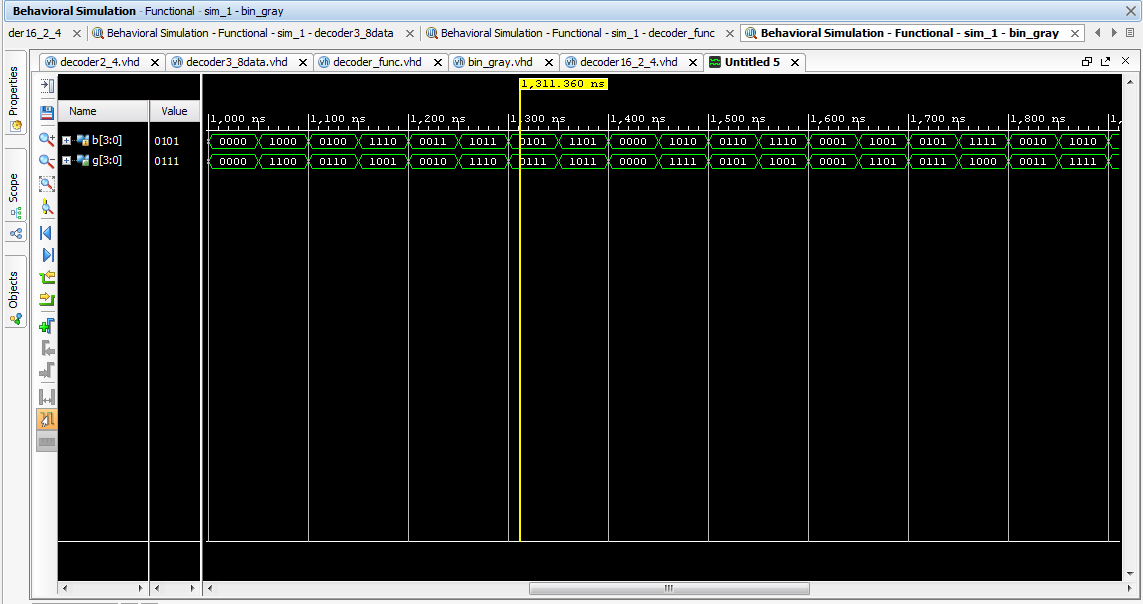 Behavioral Simulation - Functional - sim_1 - bin_gray
der16_2_4 Behavioral Simulation - Functional - sim_1 - decoder3_8data Behavioral Simulation - Functional - sim_1 - decoder_func Behavioral Simulation - Functional - sim_1 - bin_gray
decoder2_4.vhd decoder3_8data.vhd decoder_func.vhd bin_gray.vhd decoder16_2_4.vhd Untitled 5
Properties
Scope
Objects
1,311.360 ns
Name Value
1,000 ns 1,100 ns 1,200 ns 1,300 ns 1,400 ns 1,500 ns 1,600 ns 1,700 ns 1,800 ns 1,
b[3:0] 0101 0000 1000 0100 1110 0011 1011 0101 1101 0000 1010 0110 1110 0001 1001 0101 1111 0010 1010
g[3:0] 0111 0000 1100 0110 1001 0010 1110 0111 1011 0000 1111 0101 1001 0001 1101 0111 1000 0011 1111